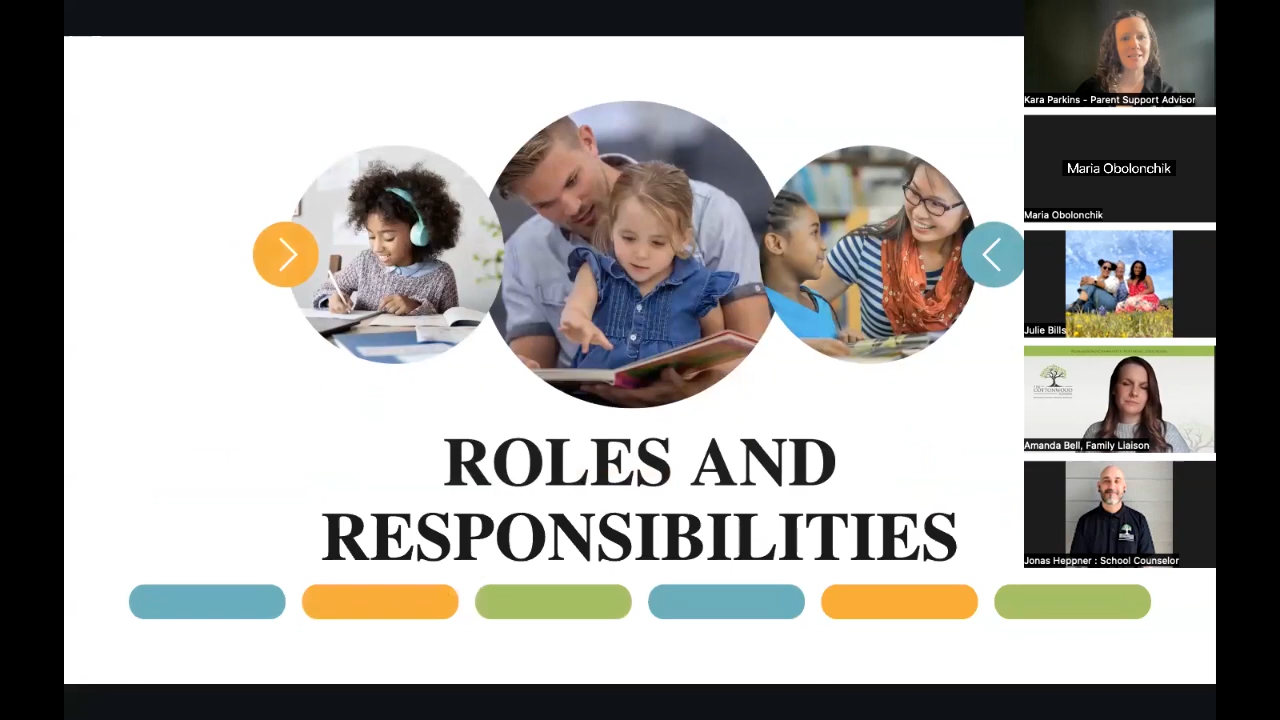 ROLES AND
RESPONSIBILITIES
Kara Parkins - Parent Support Advisor
Maria Obolonchik
Maria Obolonchik
Julie Bills
COTTONWOOD
Amanda Bell, Family Liaison
Jonas Heppner : School Counselor